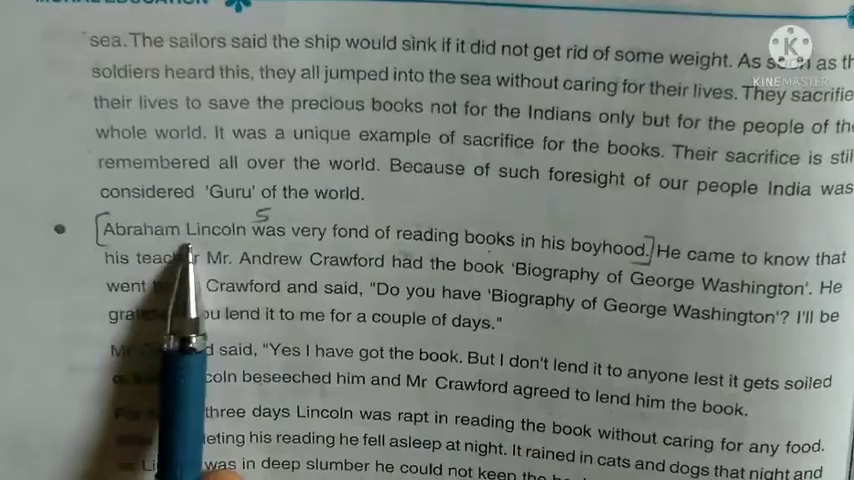 sea. The sailors said the ship would sink if it did not get rid of some weight. As soon as th
soldiers heard this, they all jumped into the sea without caring for their lives. They sacrifie
their lives to save the precious books not for the Indians only but for the people of the
whole world. It was a unique example of sacrifice for the books. Their sacrifice is still
remembered all over the world. Because of such foresight of our people India was
considered 'Guru' of the world.
5
• [Abraham Lincoln was very fond of reading books in his boyhood.] He came to know that
his Mr. Andrew Crawford had the book 'Biography of George Washington'. He
went Crawford and said, "Do you have 'Biography of George Washington'? I'll be
you lend it to me for a couple of days."
said, "Yes I have got the book. But I don't lend it to anyone lest it gets soiled
beseeched him and Mr Crawford agreed to lend him the book.
three days Lincoln was rapt in reading the book without caring for any food.
his reading he fell asleep at night. It rained in cats and dogs that night and
was in deep slumber he could not keep the
K
KINEMASTER